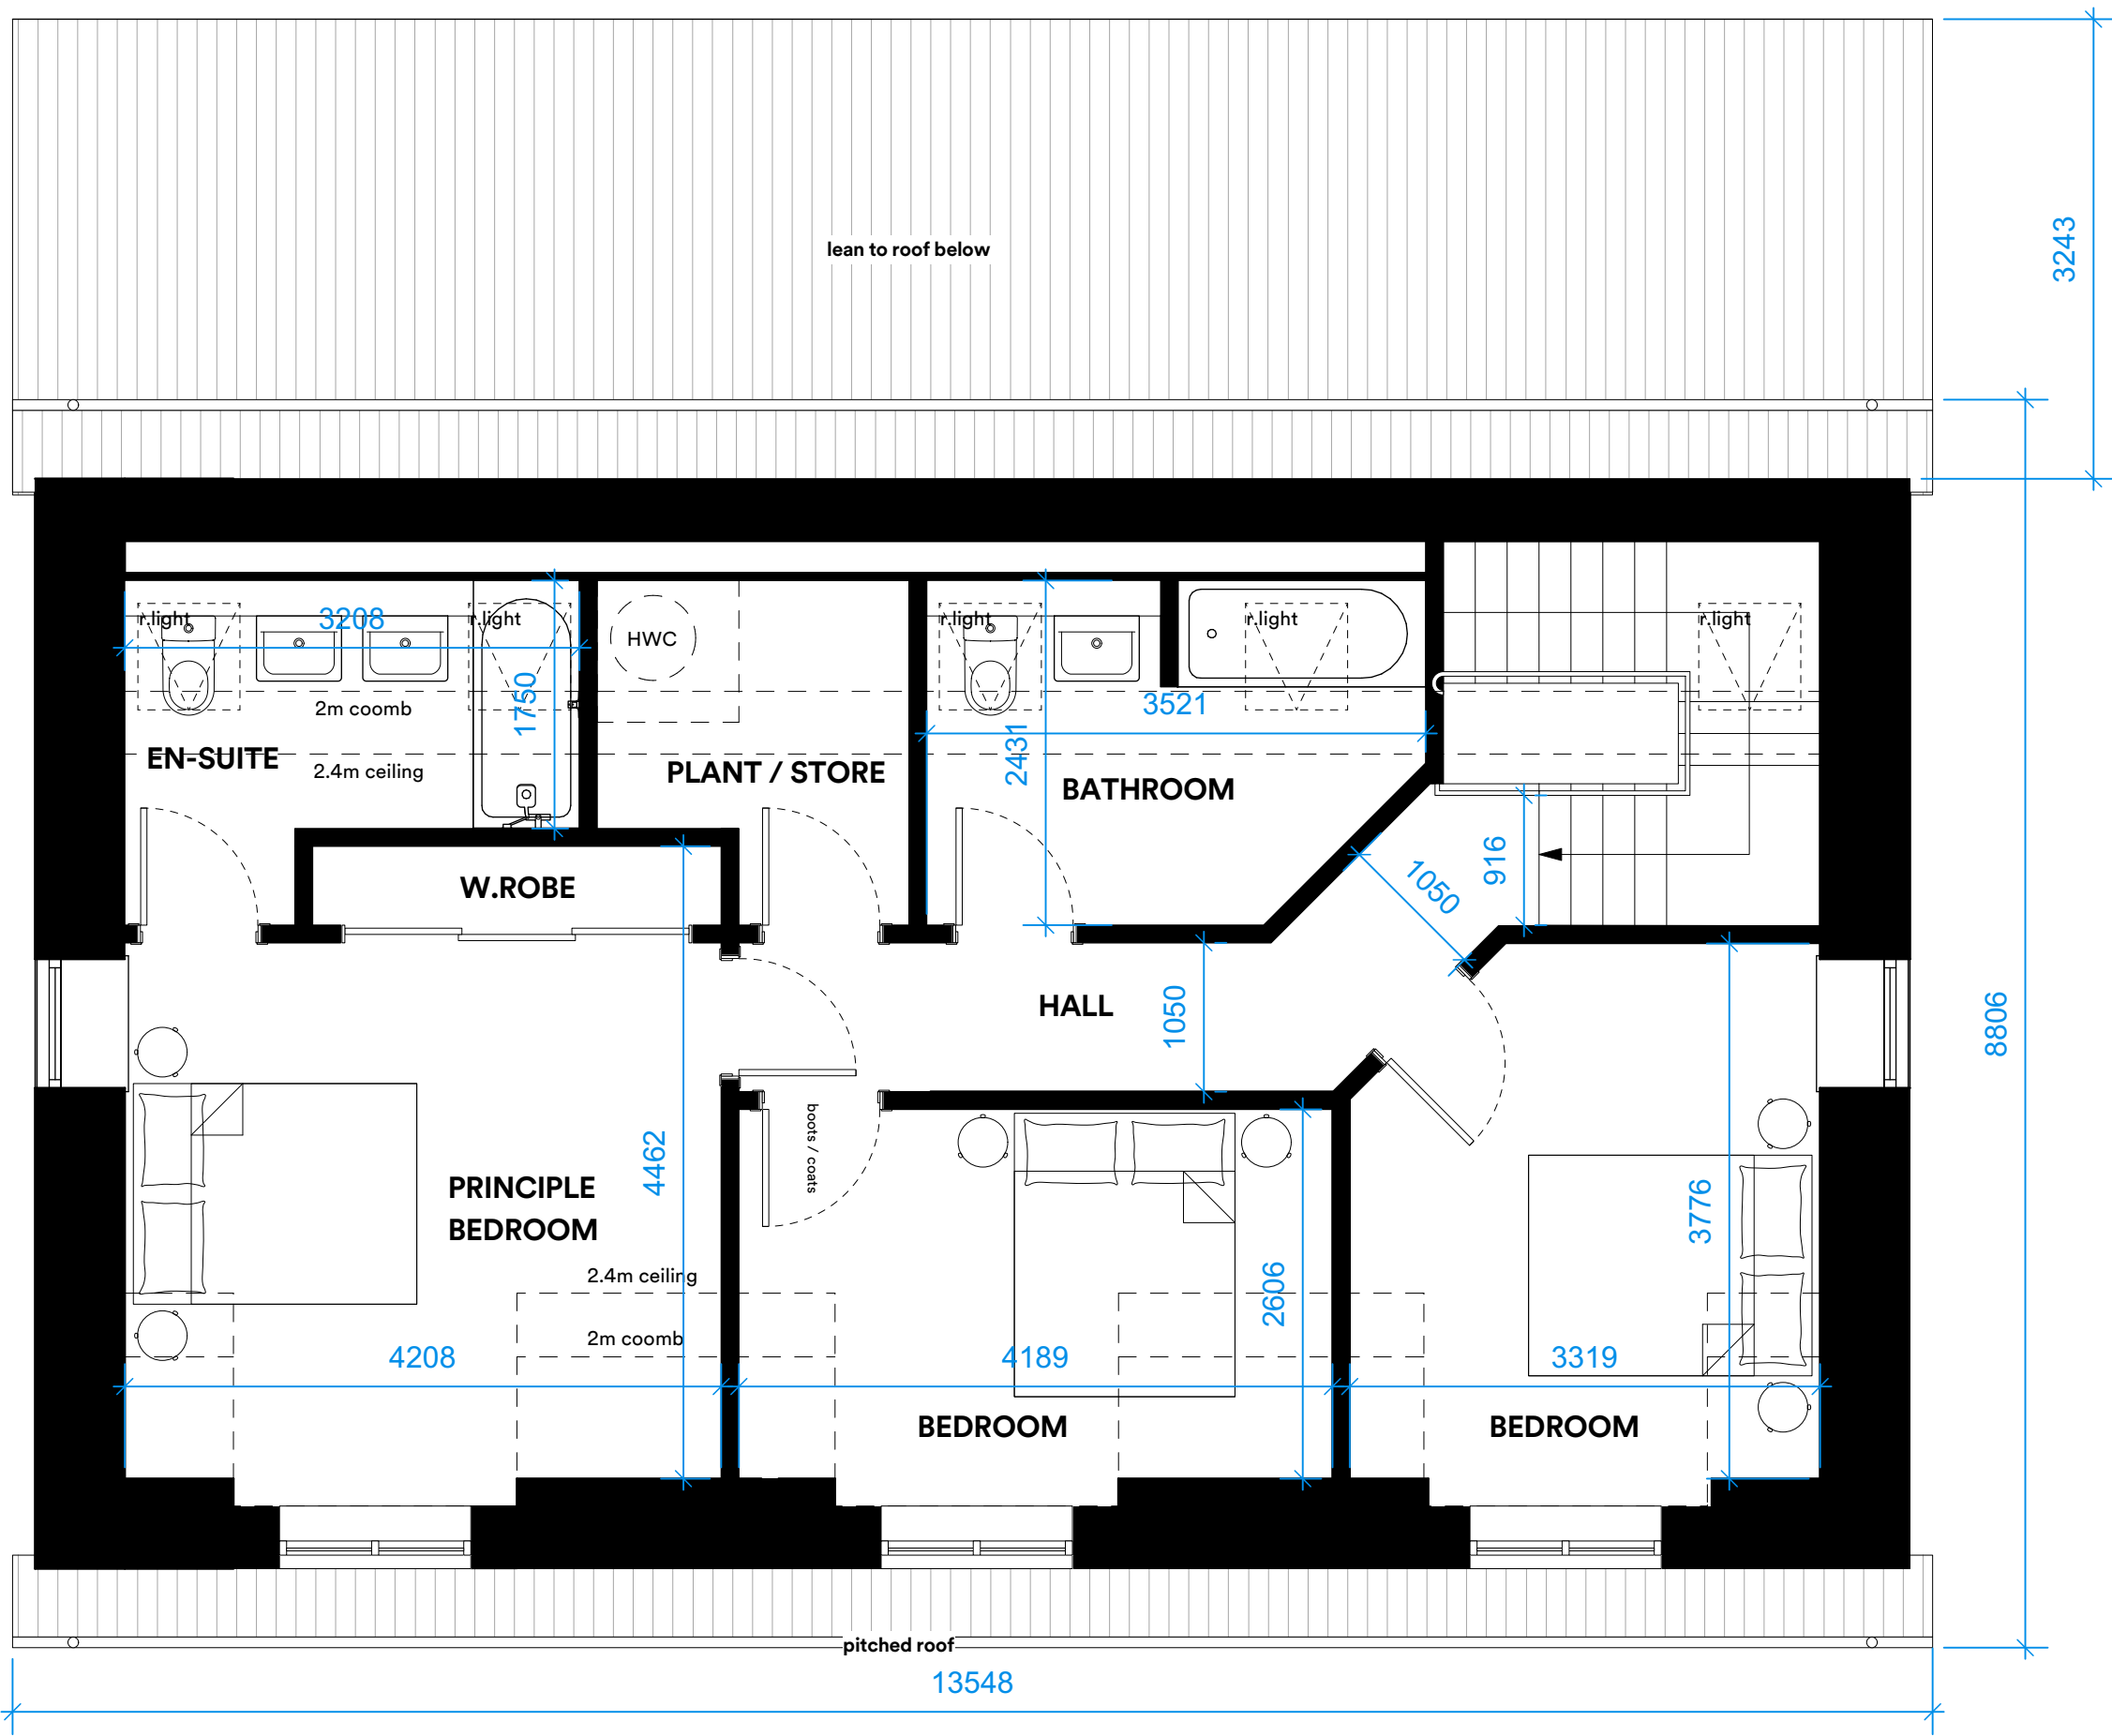 3243
lean to roof below
r.light
3208
r.light
HWC
r.light
r.light
r.light
2m coomb
1750
3521
2431
EN-SUITE
2.4m ceiling
PLANT / STORE
BATHROOM
916
1050
W.ROBE
HALL
1050
8806
boots / coats
4462
PRINCIPLE
BEDROOM
3776
2.4m ceiling
2606
2m coomb
4208
4189
3319
BEDROOM
BEDROOM
pitched roof
13548